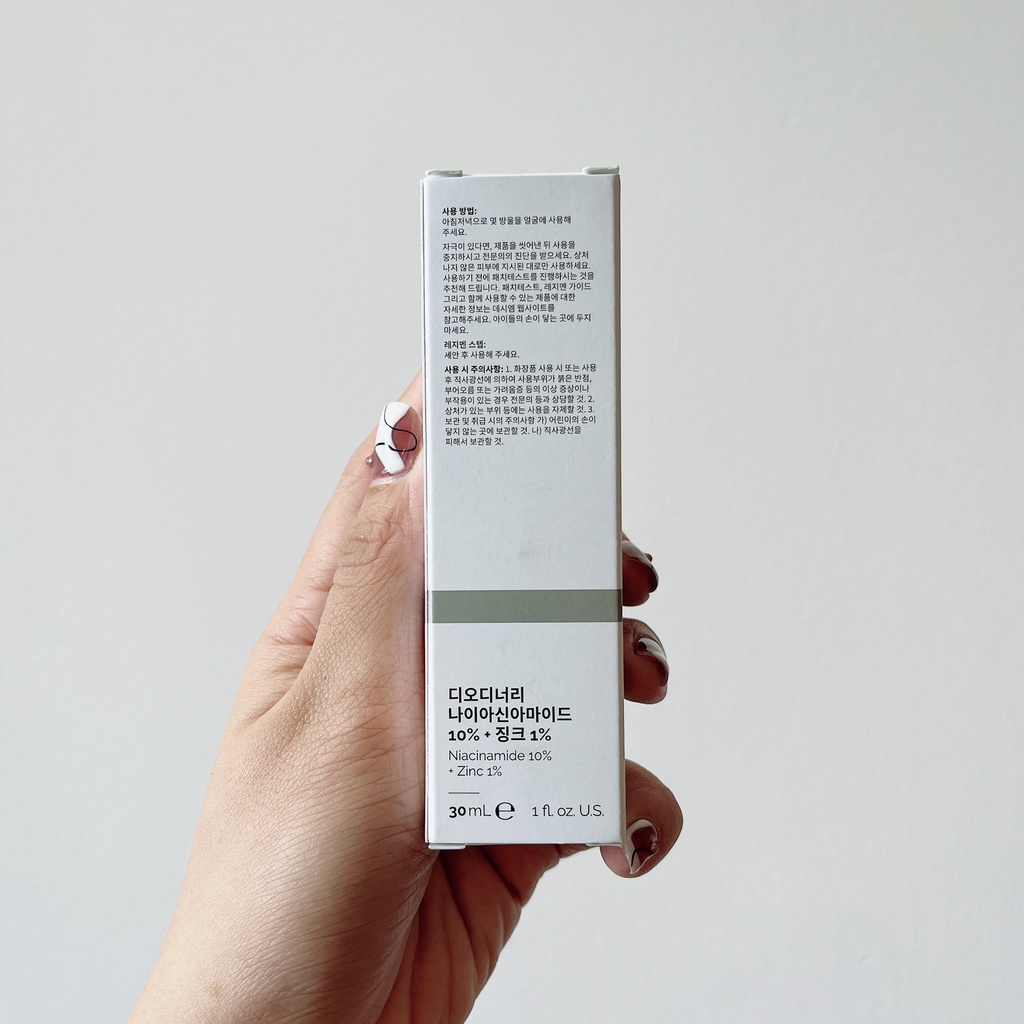 사용 방법:
아침저녁으로 몇 방울을 얼굴에 사용해
주세요.
자극이 있다면, 제품을 씻어낸 뒤 사용을
중지하시고 전문의의 진단을 받으세요. 상처
나지 않은 피부에 지시된 대로만 사용하세요.
사용하기 전에 패치테스트를 진행하시는 것을
추천해 드립니다. 패치테스트, 레지멘 가이드
그리고 함께 사용할 수 있는 제품에 대한
자세한 정보는 데시엠 웹사이트를
참고해주세요. 아이들의 손이 닿는 곳에 두지
마세요.
레지멘 스텝:
세안 후 사용해 주세요.
사용 시 주의사항: 1. 화장품 사용 시 또는 사용
후 직사광선에 의하여 사용부위가 붉은 반점,
부어오름 또는 가려움증 등의 이상 증상이나
부작용이 있는 경우 전문의 등과 상담할 것. 2.
상처가 있는 부위 등에는 사용을 자제할 것. 3.
보관 및 취급 시의 주의사항 가) 어린이의 손이
닿지 않는 곳에 보관할 것. 나) 직사광선을
피해서 보관할 것.
디오디너리
나이아신아마이드
10% + 징크 1%
Niacinamide 10%
+ Zinc 1%
30 mL ℮ 1 fl. oz. U.S.